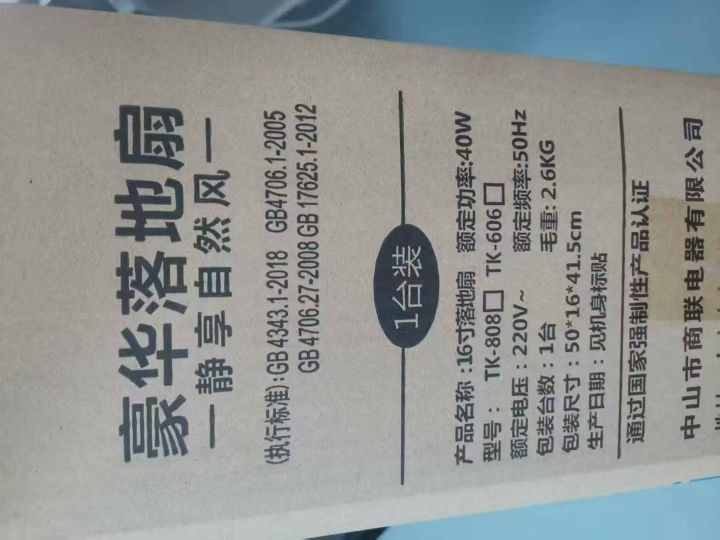 豪华落地扇
一静享自然风一
(执行标准):GB 4343.1-2018 GB4706.1-2005
GB 4706.27-2008 GB 17625.1-2012
1台装
产品名称:16寸落地扇 额定功率:40W
型号: TK-808□ TK-606□
额定电压:220V~ 额定频率:50Hz
包装台数:1台 毛重:2.6KG
包装尺寸:50*16*41.5cm
生产日期:见机身标贴
通过国家强制性产品认证
中山市商联电器有限公司